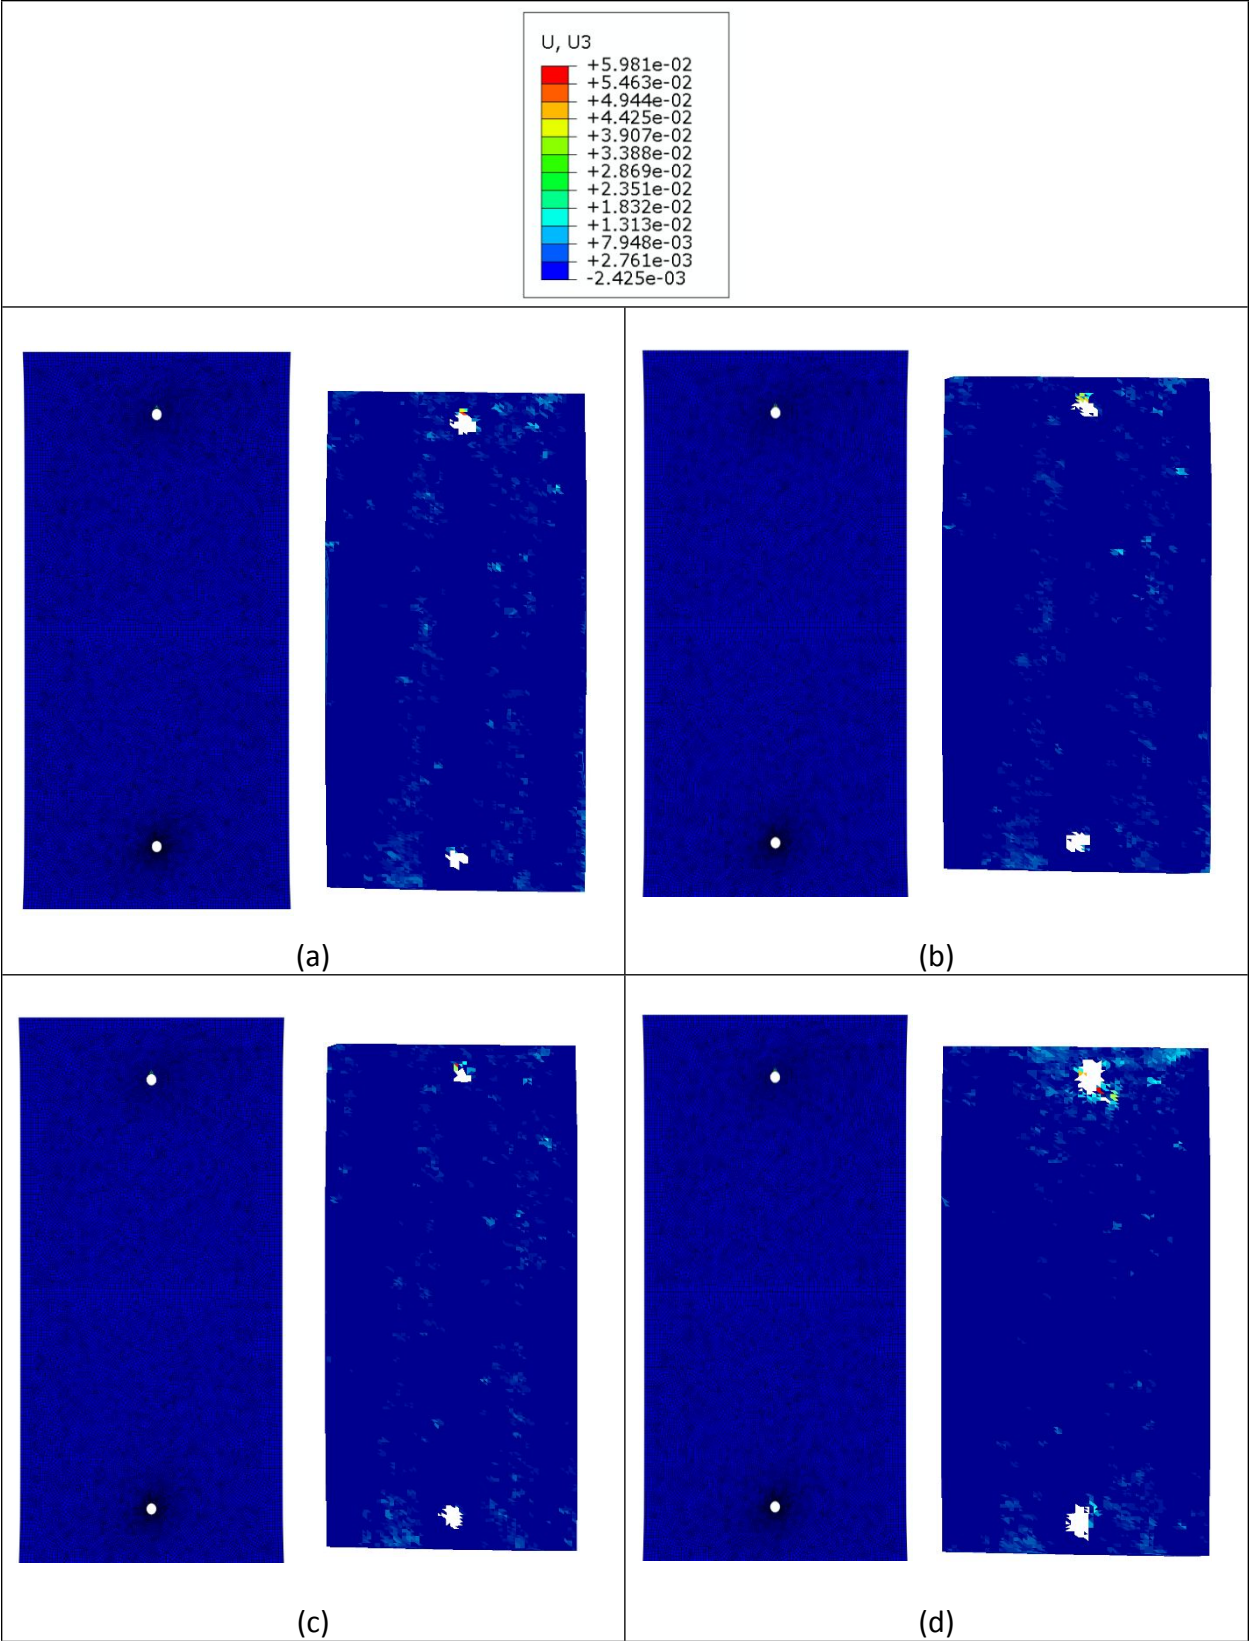 U, U3
+5.981e-02
+5.463e-02
+4.944e-02
+4.425e-02
+3.907e-02
+3.388e-02
+2.869e-02
+2.351e-02
+1.832e-02
+1.313e-02
+7.948e-03
+2.761e-03
-2.425e-03
(a)
(b)
(c)
(d)